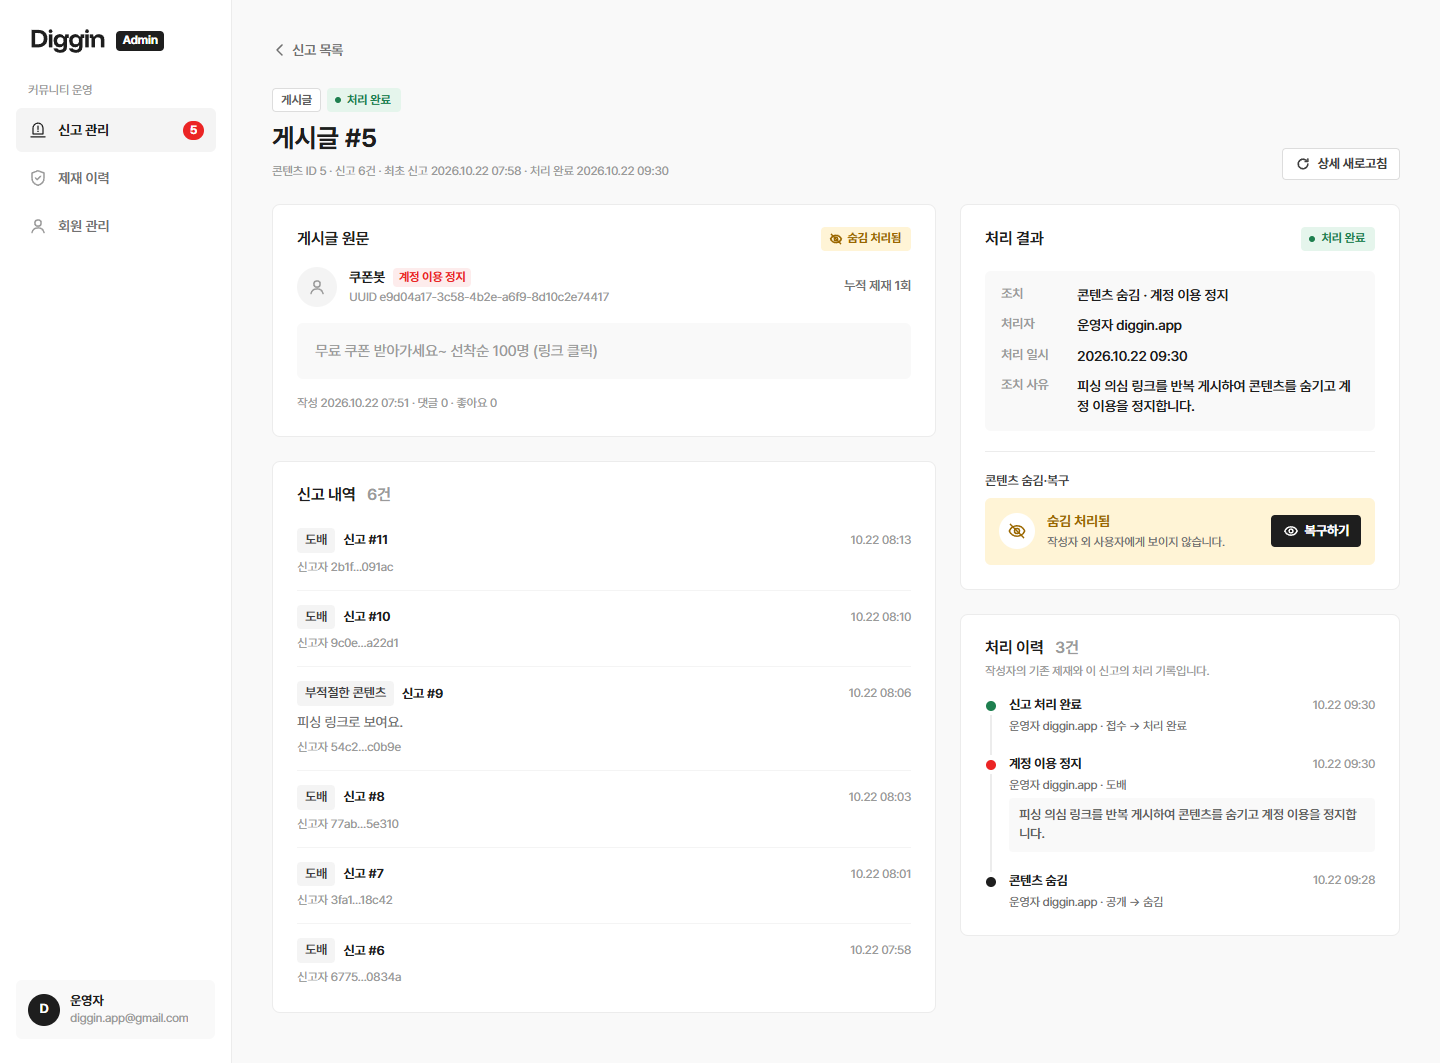 Diggin Admin
커뮤니티 운영
신고 관리 5
제재 이력
회원 관리
운영자
D
diggin.app@gmail.com
신고 목록
게시글 처리 완료
게시글 #5
콘텐츠 ID 5 · 신고 6건 · 최초 신고 2026.10.22 07:58 · 처리 완료 2026.10.22 09:30
상세 새로고침
게시글 원문 숨김 처리됨
쿠폰봇 계정 이용 정지
UUID e9d04a17-3c58-4b2e-a6f9-8d10c2e74417
누적 제재 1회
무료 쿠폰 받아가세요~ 선착순 100명 (링크 클릭)
작성 2026.10.22 07:51 · 댓글 0 · 좋아요 0
신고 내역 6건
도배 신고 #11 10.22 08:13
신고자 2b1f...091ac
도배 신고 #10 10.22 08:10
신고자 9c0e...a22d1
부적절한 콘텐츠 신고 #9 10.22 08:06
피싱 링크로 보여요.
신고자 54c2...c0b9e
도배 신고 #8 10.22 08:03
신고자 77ab...5e310
도배 신고 #7 10.22 08:01
신고자 3fa1...18c42
도배 신고 #6 10.22 07:58
신고자 6775...0834a
처리 결과 처리 완료
조치 콘텐츠 숨김 · 계정 이용 정지
처리자 운영자 diggin.app
처리 일시 2026.10.22 09:30
조치 사유 피싱 의심 링크를 반복 게시하여 콘텐츠를 숨기고 계
정 이용을 정지합니다.
콘텐츠 숨김·복구
숨김 처리됨
작성자 외 사용자에게 보이지 않습니다.
복구하기
처리 이력 3건
작성자의 기존 제재와 이 신고의 처리 기록입니다.
신고 처리 완료 10.22 09:30
운영자 diggin.app · 접수 → 처리 완료
계정 이용 정지 10.22 09:30
운영자 diggin.app · 도배
피싱 의심 링크를 반복 게시하여 콘텐츠를 숨기고 계정 이용을 정지합
니다.
콘텐츠 숨김 10.22 09:28
운영자 diggin.app · 공개 → 숨김